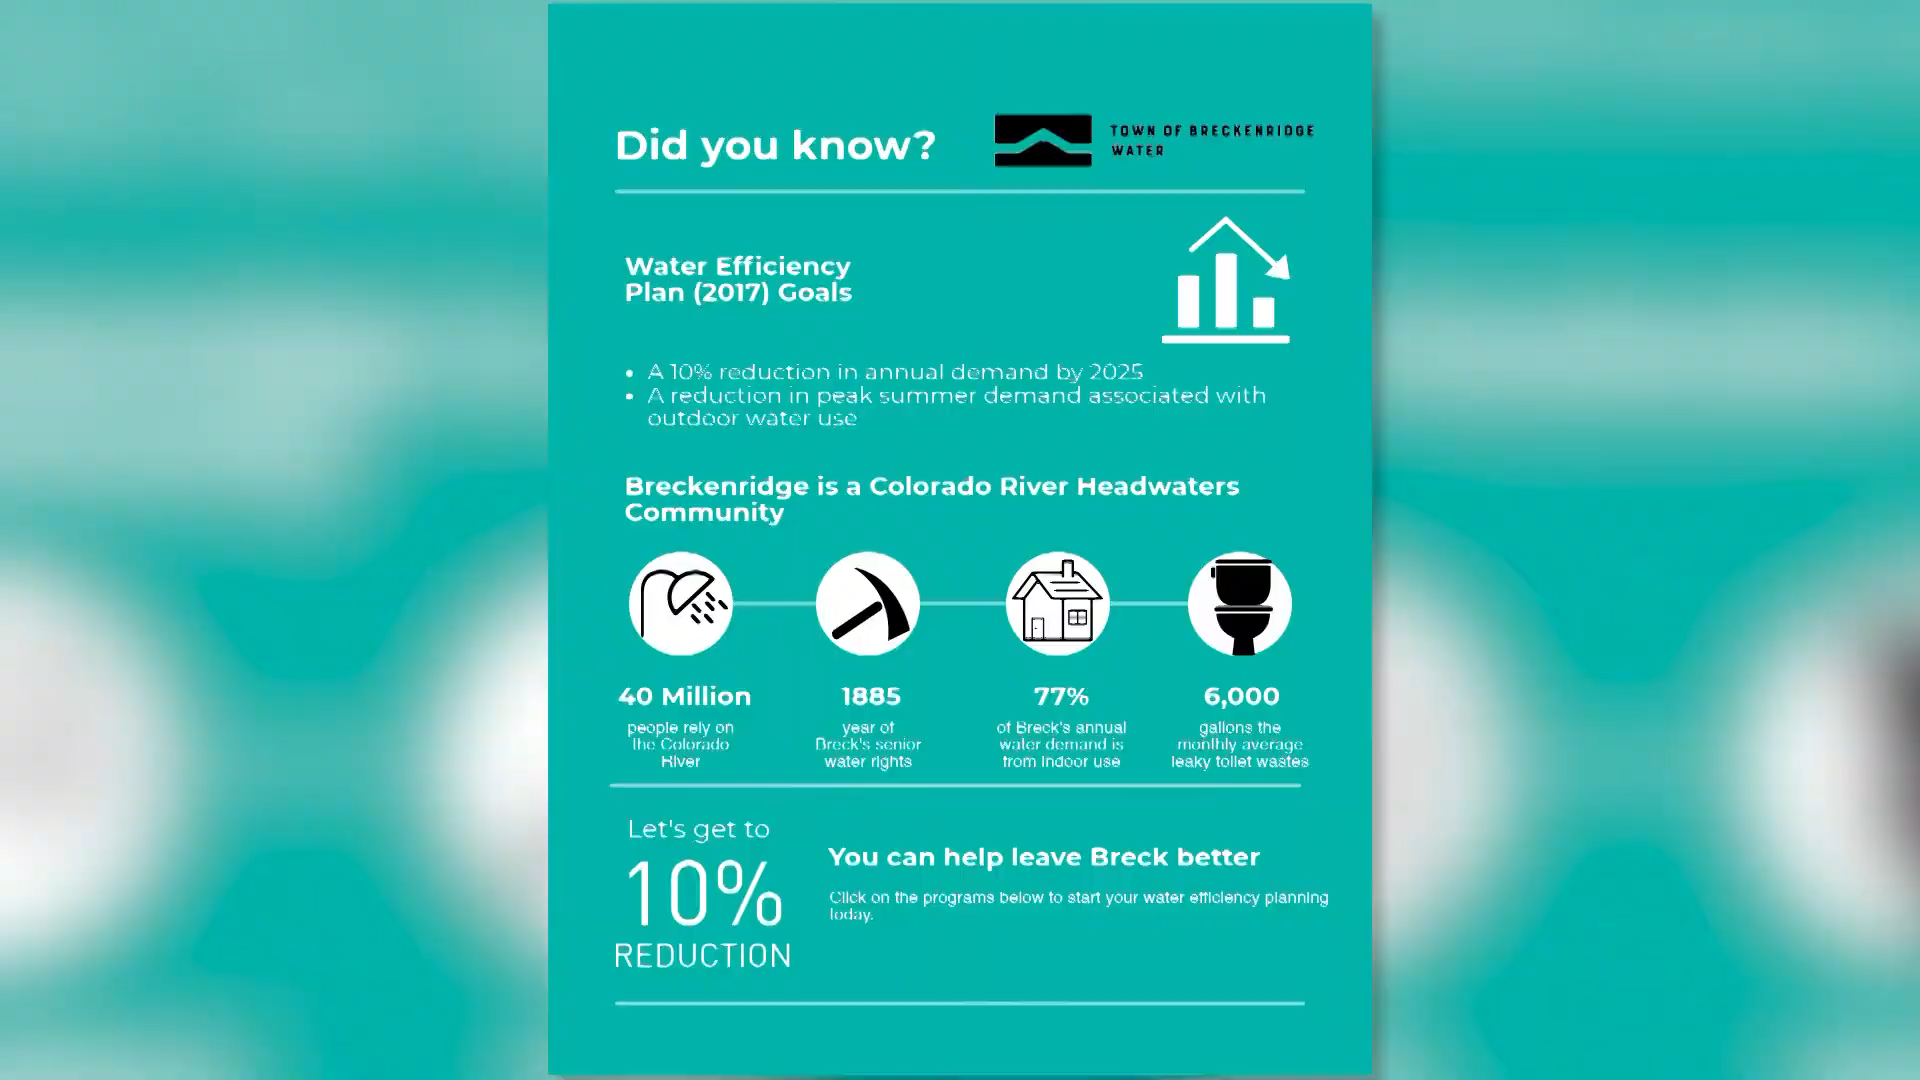 Did you know?
TOWN OF BRECKENRIDGE
WATER
Water Efficiency
Plan (2017) Goals
• A 10% reduction in annual demand by 2025
• A reduction in peak summer demand associated with
outdoor water use
Breckenridge is a Colorado River Headwaters
Community
40 Million
people rely on
the Colorado
River
1885
year of
Breck's senior
water rights
77%
of Breck's annual
water demand is
from indoor use
6,000
gallons the
monthly average
leaky toilet wastes
Let's get to
10%
REDUCTION
You can help leave Breck better
Click on the programs below to start your water efficiency planning
today.